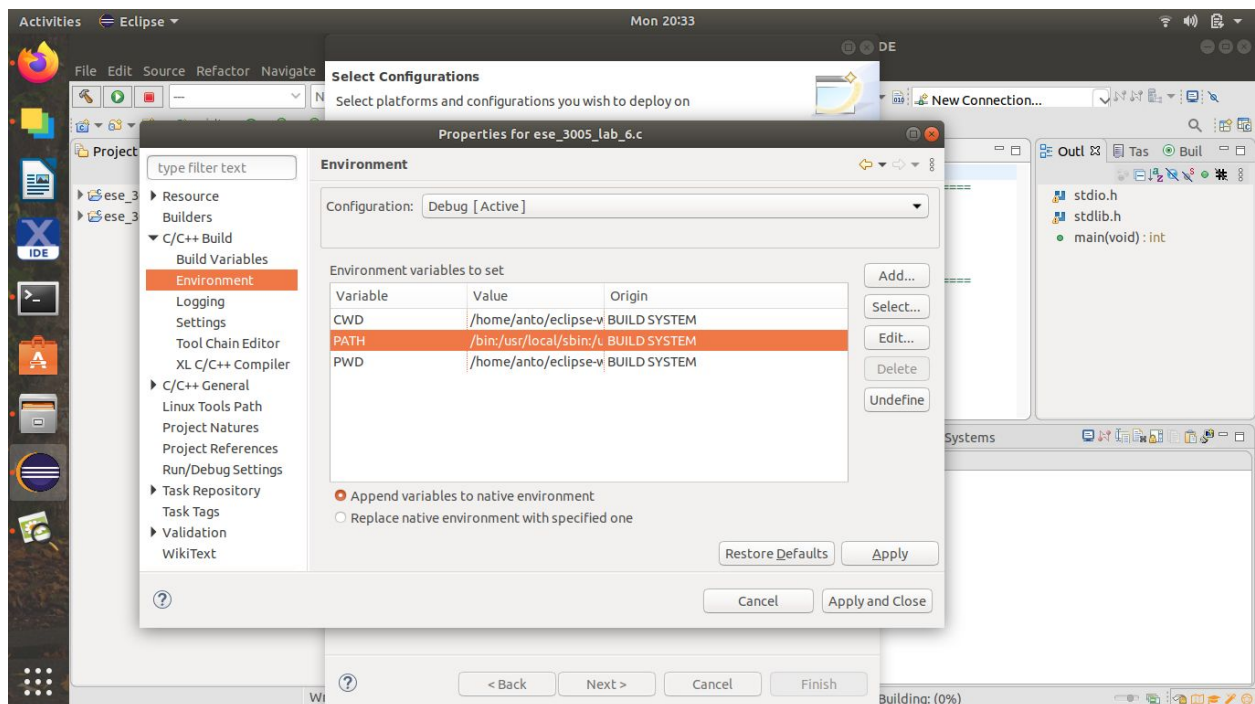 Activities Eclipse Mon 20:33
DE
File Edit Source Refactor Navigate
Select Configurations
Select platforms and configurations you wish to deploy on
--- N
New Connection...
Properties for ese_3005_lab_6.c
Project
type filter text
Environment
Outl Tas Buil
Resource
Builders
C/C++ Build
Build Variables
Environment
Logging
Settings
Tool Chain Editor
XL C/C++ Compiler
C/C++ General
Linux Tools Path
Project Natures
Project References
Run/Debug Settings
Task Repository
Task Tags
Validation
WikiText
ese_3
ese_3
Configuration: Debug [ Active ]
Environment variables to set
Variable Value Origin
CWD /home/anto/eclipse-w BUILD SYSTEM
PATH /bin:/usr/local/sbin:/u BUILD SYSTEM
PWD /home/anto/eclipse-w BUILD SYSTEM
Add...
Select...
Edit...
Delete
Undefine
Append variables to native environment
Replace native environment with specified one
Restore Defaults Apply
Cancel Apply and Close
====
====
stdio.h
stdlib.h
main(void) : int
Systems
IDE
< Back Next > Cancel Finish
Wr
Building: (0%)